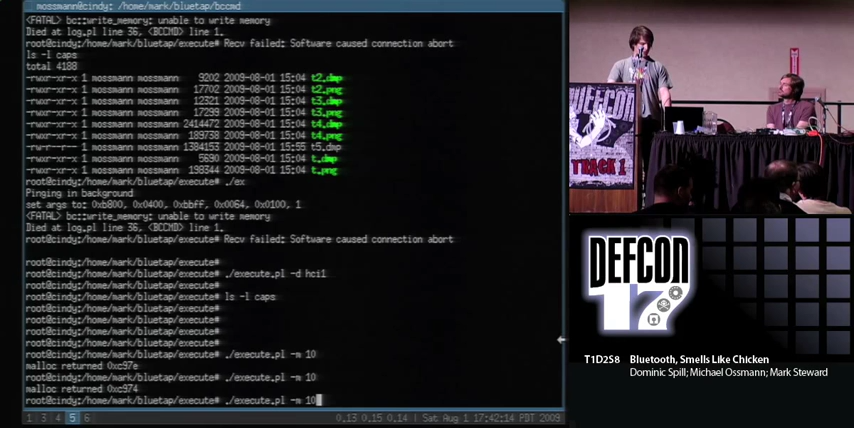 mossmann@cindy: /home/mark/bluetap/bccmd
<FATAL> bc::write_memory: unable to write memory
Died at log.pl line 36, <BCCMD> line 1.
root@cindy:/home/mark/bluetap/execute# Recv failed: Software caused connection abort
ls -l caps
total 4188
-rwxr-xr-x 1 mossmann mossmann 9202 2009-08-01 15:04 t2.dmp
-rwxr-xr-x 1 mossmann mossmann 17702 2009-08-01 15:04 t2.png
-rwxr-xr-x 1 mossmann mossmann 12321 2009-08-01 15:04 t3.dmp
-rwxr-xr-x 1 mossmann mossmann 17299 2009-08-01 15:04 t3.png
-rwxr-xr-x 1 mossmann mossmann 2414472 2009-08-01 15:04 t4.dmp
-rwxr-xr-x 1 mossmann mossmann 189738 2009-08-01 15:04 t4.png
-rw-r--r-- 1 mossmann mossmann 1384153 2009-08-01 15:55 t5.dmp
-rwxr-xr-x 1 mossmann mossmann 5690 2009-08-01 15:04 t.dmp
-rwxr-xr-x 1 mossmann mossmann 198344 2009-08-01 15:04 t.png
root@cindy:/home/mark/bluetap/execute# ./ex
Pinging in background
set args to: 0xb800, 0x0400, 0xbbff, 0x0064, 0x0100, 1
<FATAL> bc::write_memory: unable to write memory
Died at log.pl line 36, <BCCMD> line 1.
root@cindy:/home/mark/bluetap/execute# Recv failed: Software caused connection abort
root@cindy:/home/mark/bluetap/execute#
root@cindy:/home/mark/bluetap/execute# ./execute.pl -d hci1
root@cindy:/home/mark/bluetap/execute#
root@cindy:/home/mark/bluetap/execute# ls -l caps
root@cindy:/home/mark/bluetap/execute#
root@cindy:/home/mark/bluetap/execute#
root@cindy:/home/mark/bluetap/execute#
root@cindy:/home/mark/bluetap/execute#
root@cindy:/home/mark/bluetap/execute# ./execute.pl -m 10
malloc returned 0xc97e
root@cindy:/home/mark/bluetap/execute# ./execute.pl -m 10
malloc returned 0xc974
root@cindy:/home/mark/bluetap/execute# ./execute.pl -m 10
1 3 4 5 6
0.13 0.15 0.14 | Sat Aug 1 17:42:14 PDT 2009
DEFCON
TRACK 1
DEFCON
17
T1D2S8 Bluetooth, Smells Like Chicken
Dominic Spill; Michael Ossmann; Mark Steward